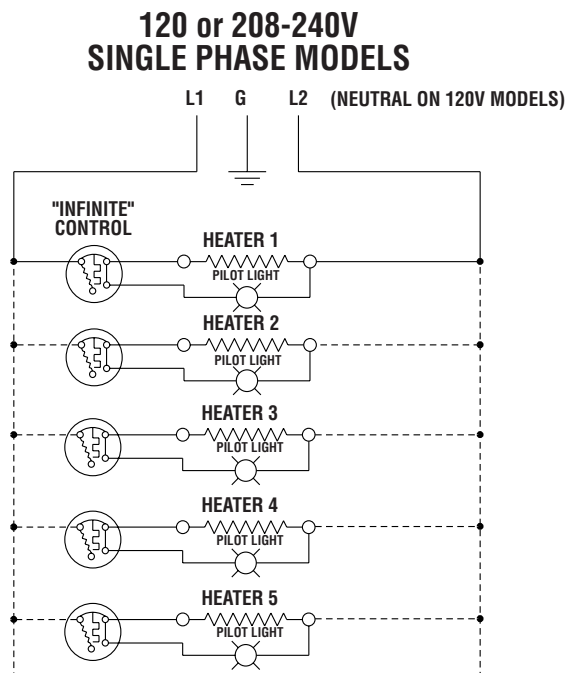 120 or 208-240V
SINGLE PHASE MODELS
L1 G L2 (NEUTRAL ON 120V MODELS)
"INFINITE"
CONTROL
HEATER 1
PILOT LIGHT
HEATER 2
PILOT LIGHT
HEATER 3
PILOT LIGHT
HEATER 4
PILOT LIGHT
HEATER 5
PILOT LIGHT